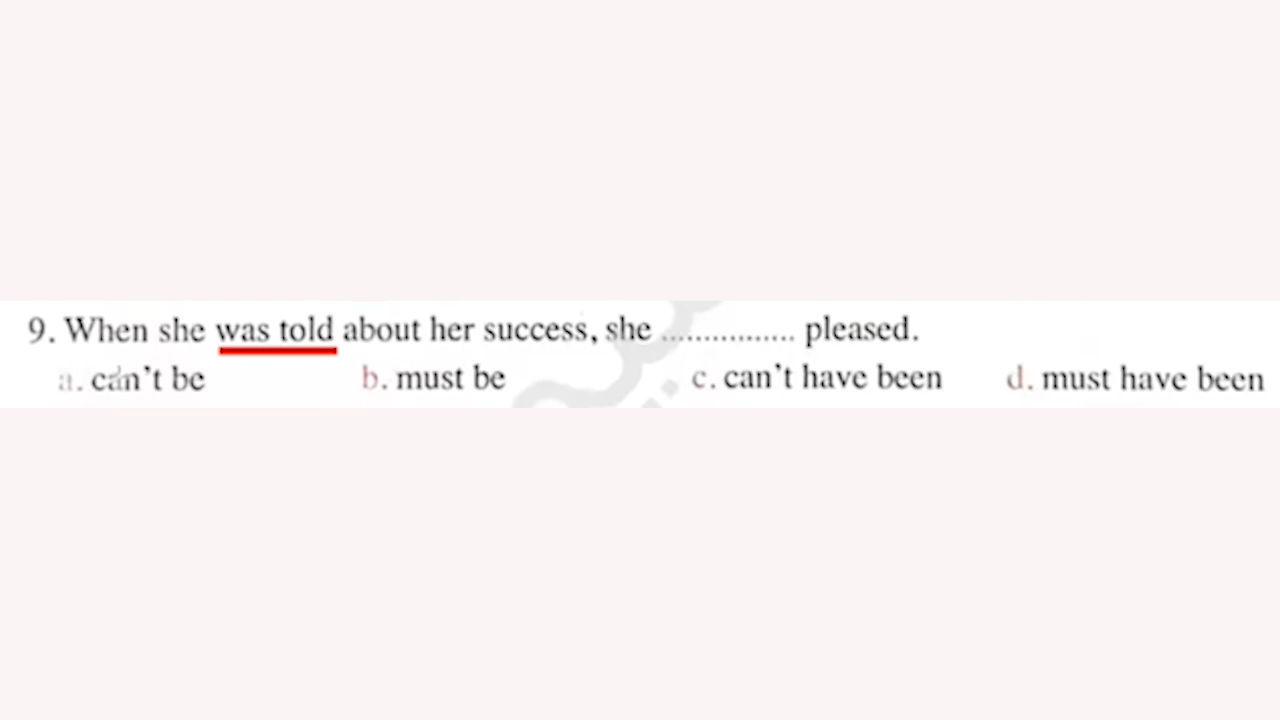 9. When she was told about her success, she ................ pleased.
a. can't be b. must be c. can't have been d. must have been